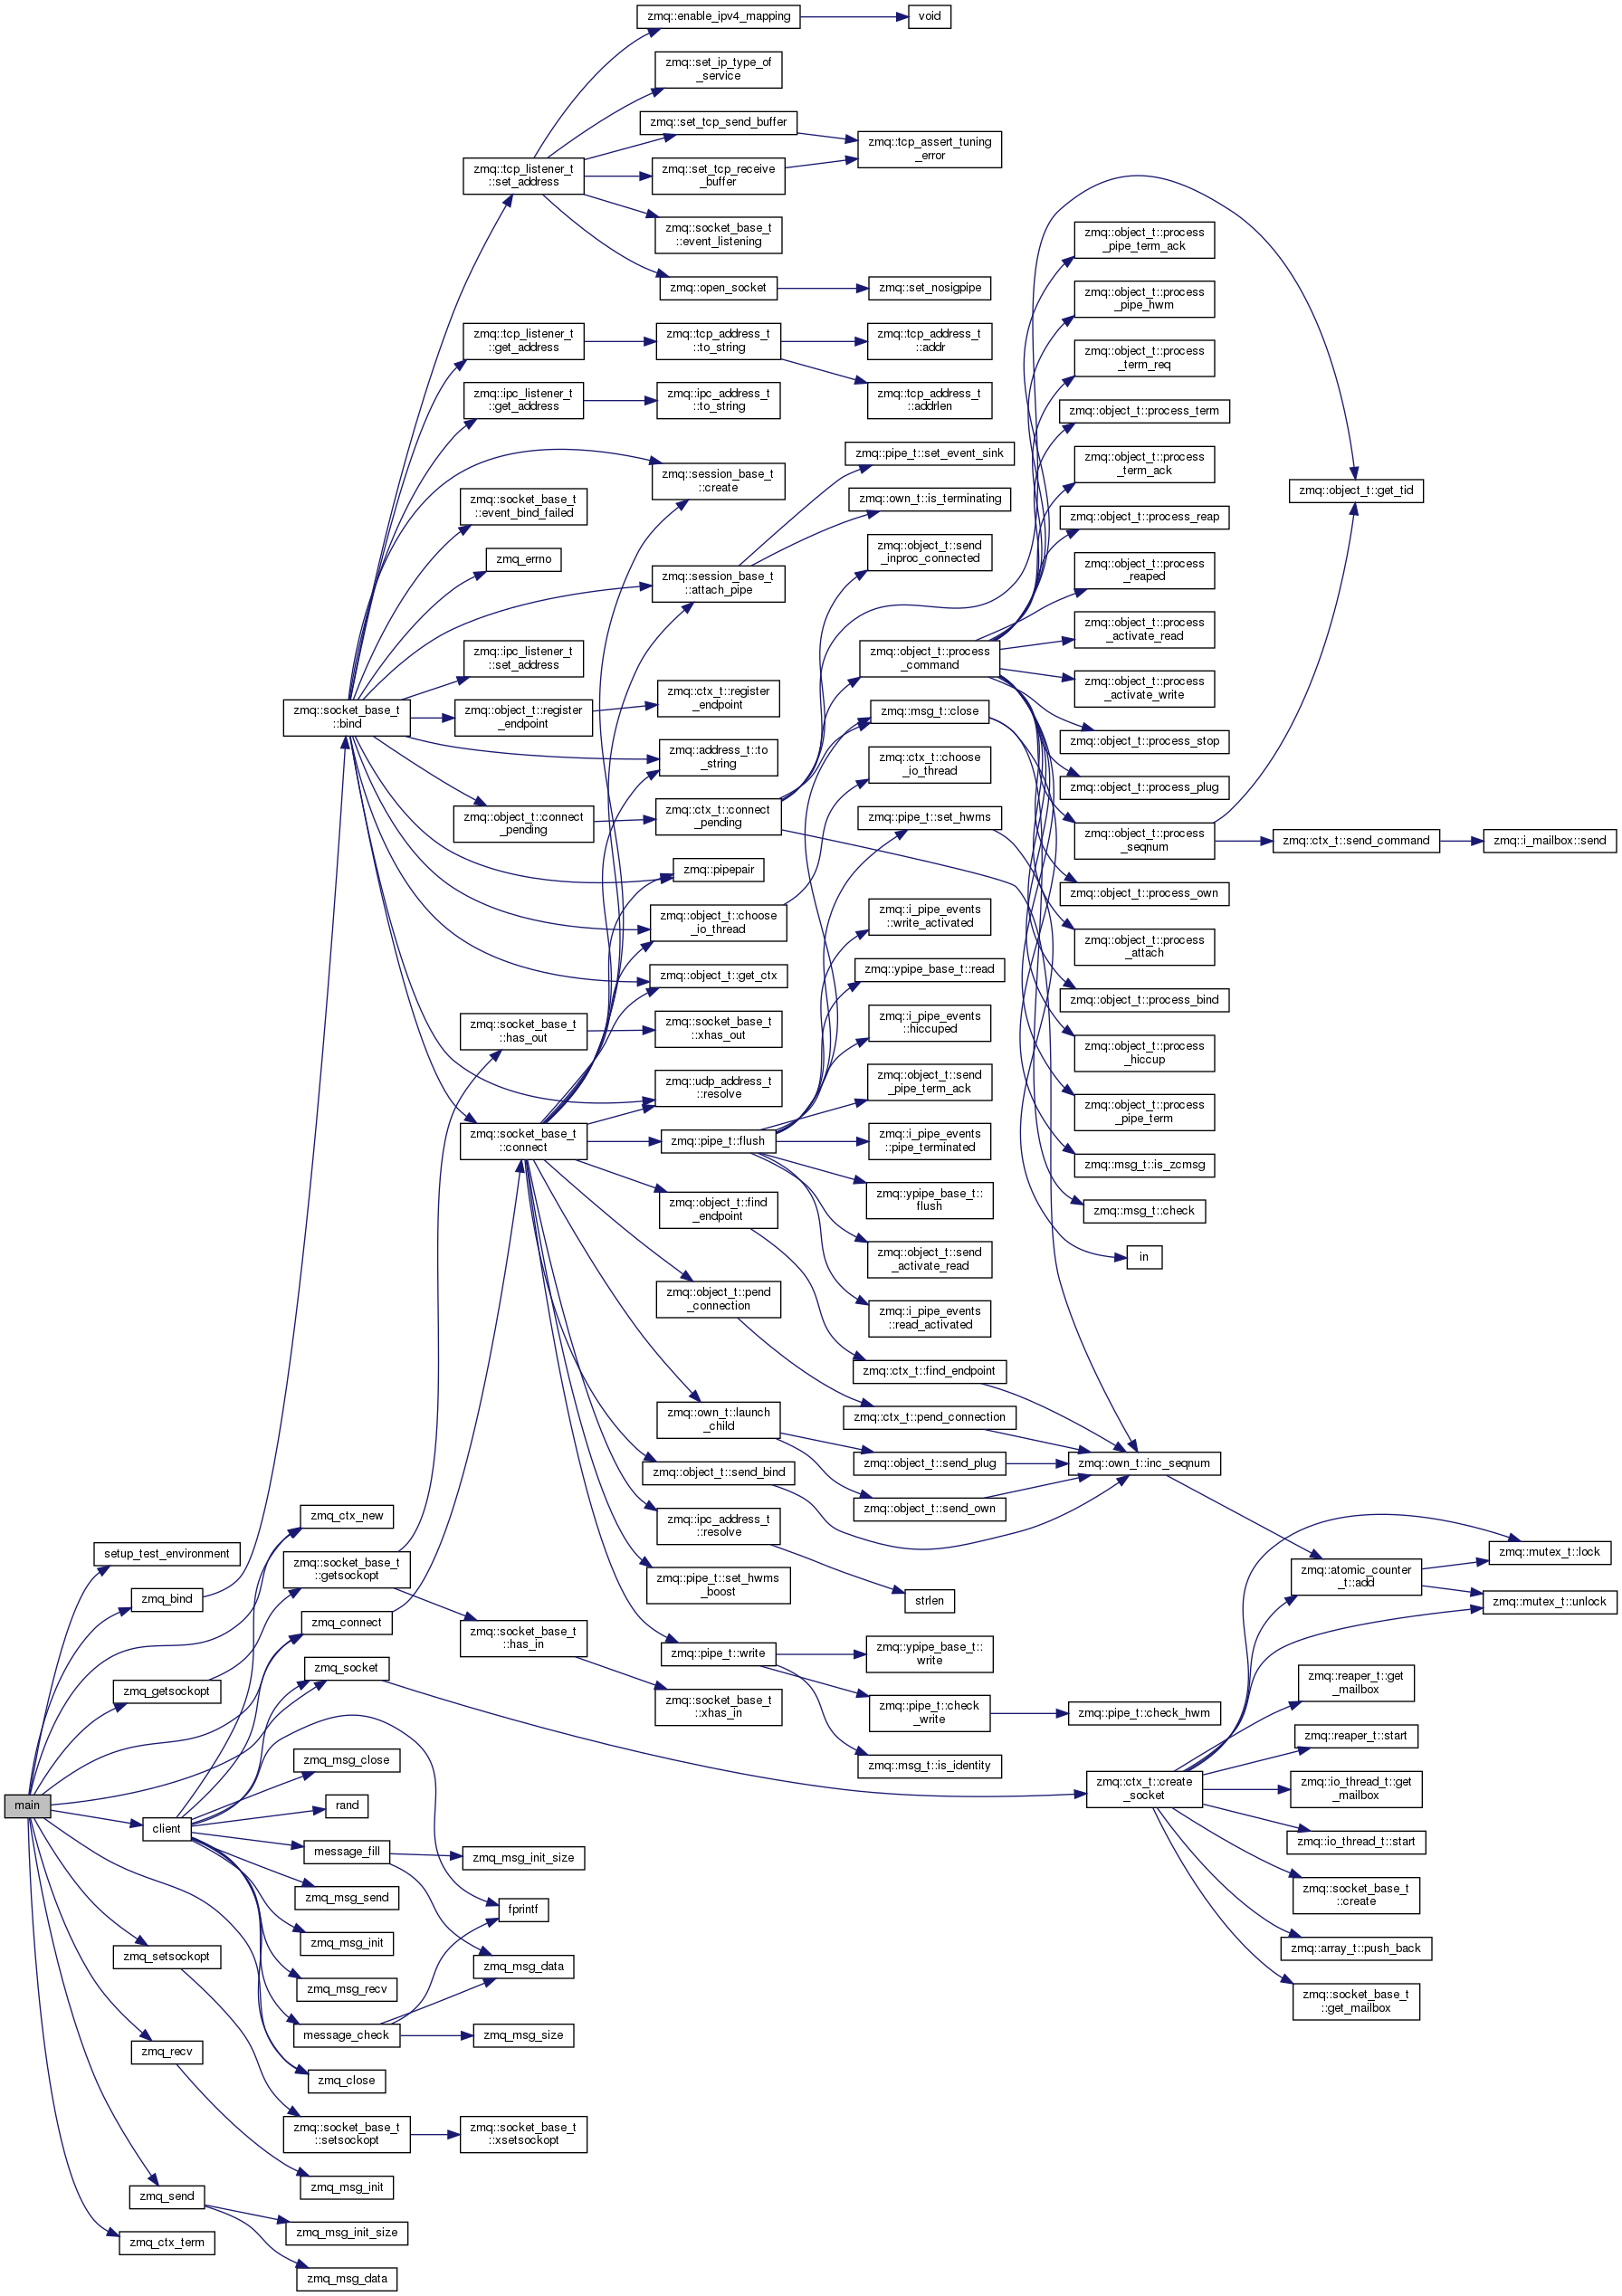 main
setup_test_environment
zmq_bind
zmq_getsockopt
client
zmq_setsockopt
zmq_recv
zmq_send
zmq_ctx_term
zmq::socket_base_t
::bind
zmq_ctx_new
zmq::socket_base_t
::getsockopt
zmq_connect
zmq_socket
zmq_msg_close
rand
message_fill
zmq_msg_send
zmq_msg_init
zmq_msg_recv
message_check
zmq_close
zmq::socket_base_t
::setsockopt
zmq_msg_init
zmq_msg_init_size
zmq_msg_data
zmq::tcp_listener_t
::set_address
zmq::tcp_listener_t
::get_address
zmq::ipc_listener_t
::get_address
zmq::socket_base_t
::event_bind_failed
zmq_errno
zmq::ipc_listener_t
::set_address
zmq::object_t::register
_endpoint
zmq::object_t::connect
_pending
zmq::socket_base_t
::has_out
zmq::socket_base_t
::connect
zmq::socket_base_t
::has_in
zmq_msg_init_size
fprintf
zmq_msg_data
zmq_msg_size
zmq::socket_base_t
::xsetsockopt
zmq::enable_ipv4_mapping
zmq::set_ip_type_of
_service
zmq::set_tcp_send_buffer
zmq::set_tcp_receive
_buffer
zmq::socket_base_t
::event_listening
zmq::open_socket
zmq::tcp_address_t
::to_string
zmq::ipc_address_t
::to_string
zmq::session_base_t
::create
zmq::session_base_t
::attach_pipe
zmq::ctx_t::register
_endpoint
zmq::address_t::to
_string
zmq::ctx_t::connect
_pending
zmq::pipepair
zmq::object_t::choose
_io_thread
zmq::object_t::get_ctx
zmq::socket_base_t
::xhas_out
zmq::udp_address_t
::resolve
zmq::pipe_t::flush
zmq::object_t::find
_endpoint
zmq::object_t::pend
_connection
zmq::own_t::launch
_child
zmq::object_t::send_bind
zmq::ipc_address_t
::resolve
zmq::pipe_t::set_hwms
_boost
zmq::pipe_t::write
zmq::socket_base_t
::xhas_in
void
zmq::tcp_assert_tuning
_error
zmq::set_nosigpipe
zmq::tcp_address_t
::addr
zmq::tcp_address_t
::addrlen
zmq::pipe_t::set_event_sink
zmq::own_t::is_terminating
zmq::object_t::send
_inproc_connected
zmq::object_t::process
_command
zmq::msg_t::close
zmq::ctx_t::choose
_io_thread
zmq::pipe_t::set_hwms
zmq::i_pipe_events
::write_activated
zmq::ypipe_base_t::read
zmq::i_pipe_events
::hiccuped
zmq::object_t::send
_pipe_term_ack
zmq::i_pipe_events
::pipe_terminated
zmq::ypipe_base_t::
flush
zmq::object_t::send
_activate_read
zmq::i_pipe_events
::read_activated
zmq::ctx_t::find_endpoint
zmq::ctx_t::pend_connection
zmq::object_t::send_plug
zmq::object_t::send_own
strlen
zmq::ypipe_base_t::
write
zmq::pipe_t::check
_write
zmq::msg_t::is_identity
zmq::object_t::process
_pipe_term_ack
zmq::object_t::process
_pipe_hwm
zmq::object_t::process
_term_req
zmq::object_t::process_term
zmq::object_t::process
_term_ack
zmq::object_t::process_reap
zmq::object_t::process
_reaped
zmq::object_t::process
_activate_read
zmq::object_t::process
_activate_write
zmq::object_t::process_stop
zmq::object_t::process_plug
zmq::object_t::process
_seqnum
zmq::object_t::process_own
zmq::object_t::process
_attach
zmq::object_t::process_bind
zmq::object_t::process
_hiccup
zmq::object_t::process
_pipe_term
zmq::msg_t::is_zcmsg
zmq::msg_t::check
in
zmq::own_t::inc_seqnum
zmq::pipe_t::check_hwm
zmq::ctx_t::create
_socket
zmq::object_t::get_tid
zmq::ctx_t::send_command
zmq::atomic_counter
_t::add
zmq::reaper_t::get
_mailbox
zmq::reaper_t::start
zmq::io_thread_t::get
_mailbox
zmq::io_thread_t::start
zmq::socket_base_t
::create
zmq::array_t::push_back
zmq::socket_base_t
::get_mailbox
zmq::i_mailbox::send
zmq::mutex_t::lock
zmq::mutex_t::unlock